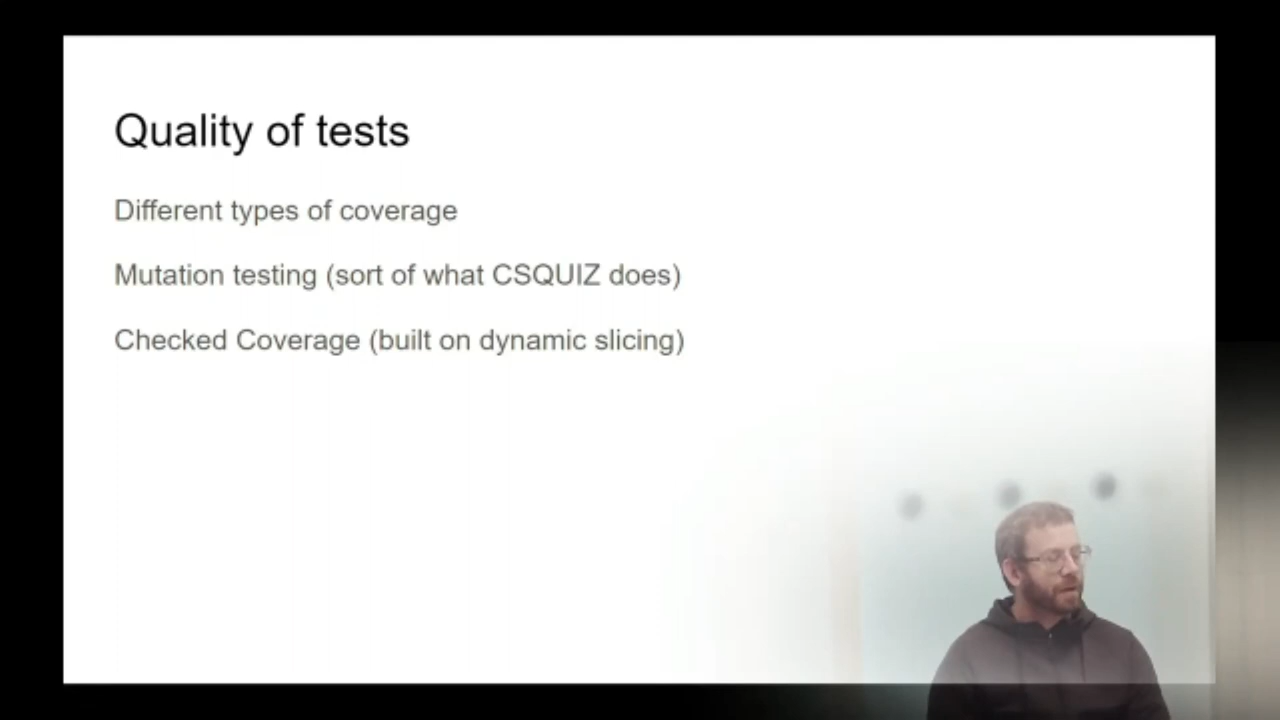 Quality of tests
Different types of coverage
Mutation testing (sort of what CSQUIZ does)
Checked Coverage (built on dynamic slicing)